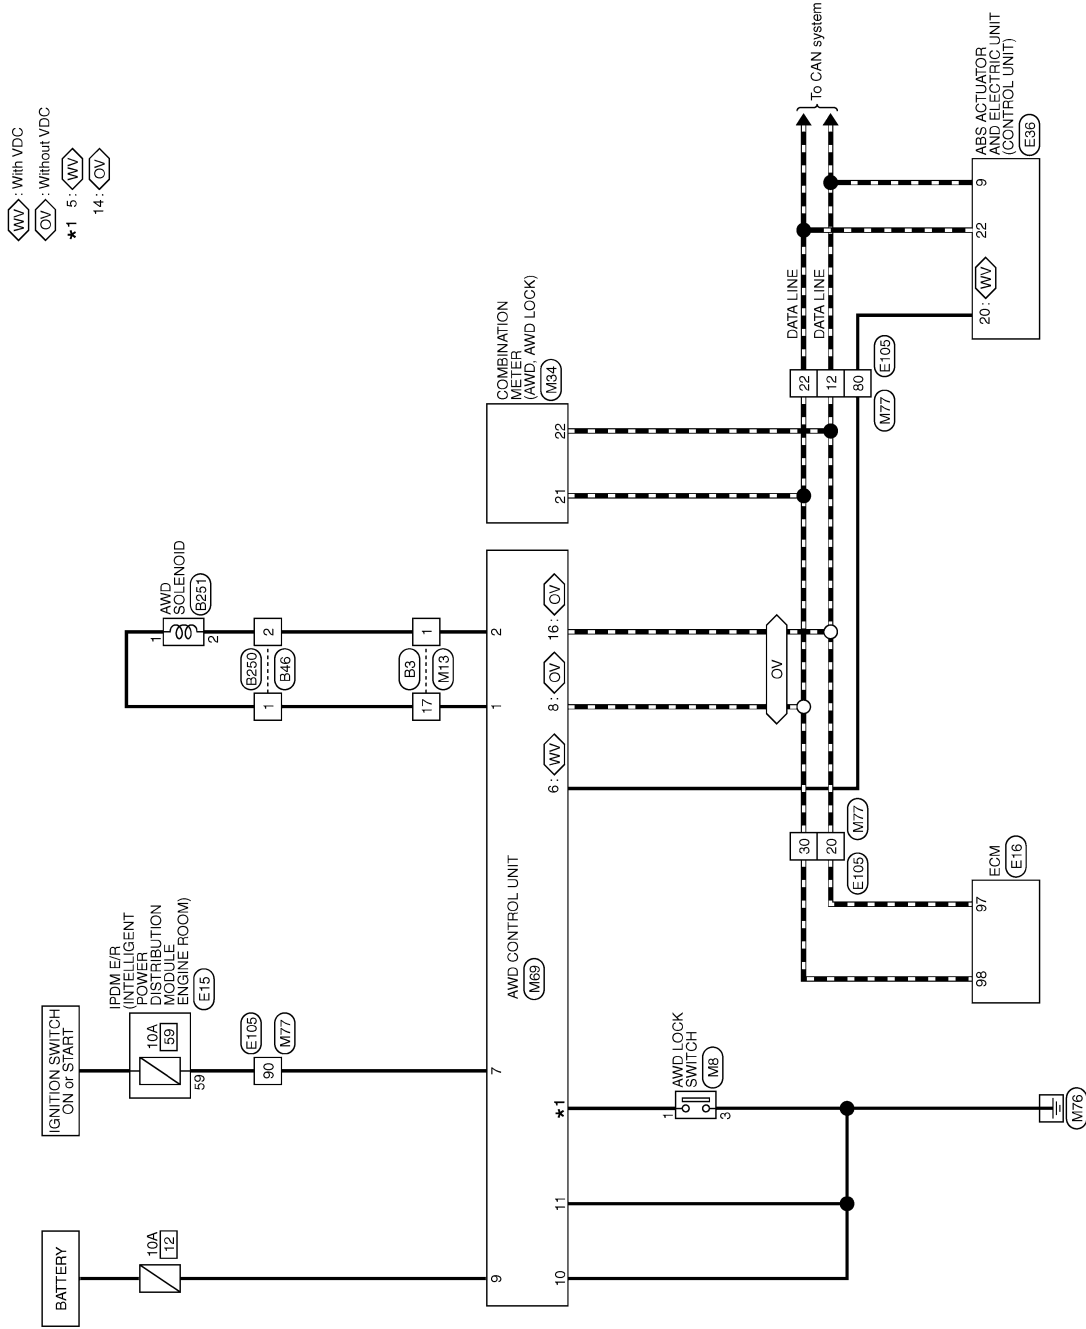 WV : With VDC
OV : Without VDC
*1 5 : WV
14 : OV
BATTERY
10A
12
IGNITION SWITCH
ON or START
IPDM E/R
(INTELLIGENT
POWER
DISTRIBUTION
MODULE
ENGINE ROOM)
E15
10A
59
59
E105
90
M77
AWD
SOLENOID
B251
1
2
B250
B46
1
2
B3
M13
17
1
9
7
1
2
AWD CONTROL UNIT
M69
10
11
*1
6 : WV
8 : OV
16 : OV
COMBINATION
METER
(AWD, AWD LOCK)
M34
21
22
AWD LOCK
SWITCH
M8
1
3
M76
OV
30
20
M77
E105
ECM
E16
98
97
DATA LINE
DATA LINE
22
12
80
E105
M77
To CAN system
ABS ACTUATOR
AND ELECTRIC UNIT
(CONTROL UNIT)
E36
20 : WV
22
9